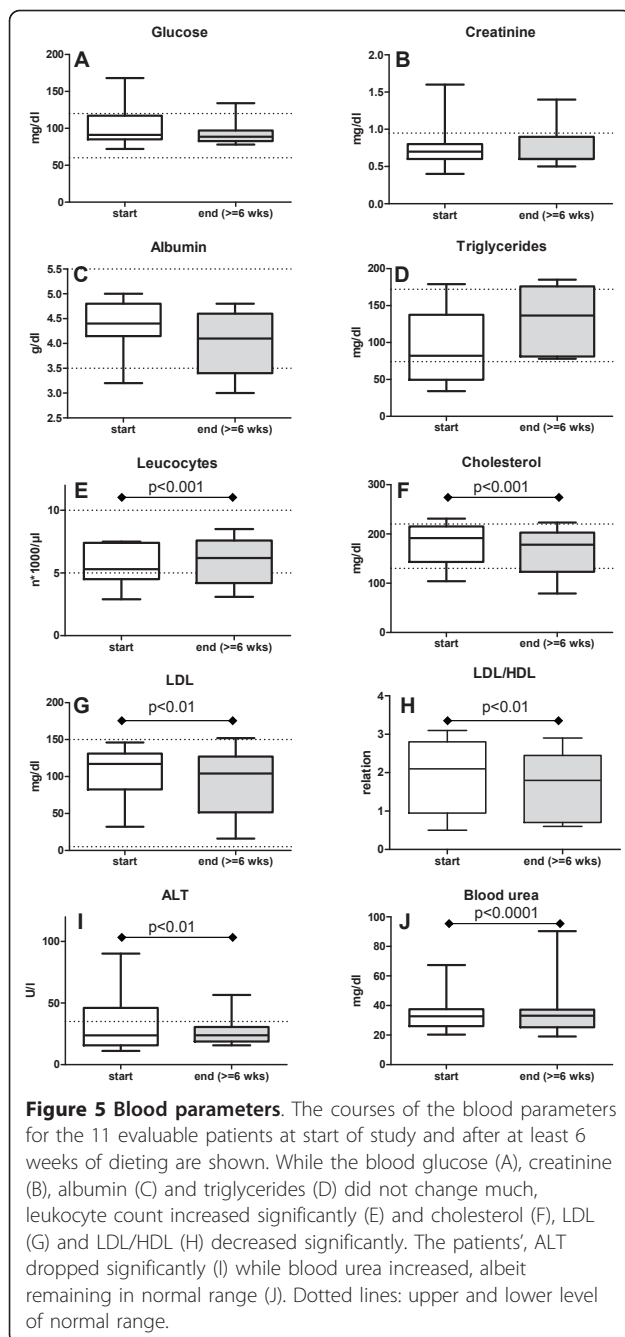 Glucose
A
200
150
100
50
0
mg/dl
start
end (>=6 wks)
Creatinine
B
2.0
1.5
1.0
0.5
0.0
mg/dl
start
end (>=6 wks)
Albumin
C
5.5
5.0
4.5
4.0
3.5
3.0
2.5
g/dl
start
end (>=6 wks)
Triglycerides
D
200
150
100
50
0
mg/dl
start
end (>=6 wks)
Leucocytes
E
p<0.001
10
5
0
n*1000/µl
start
end (>=6 wks)
Cholesterol
F
p<0.001
300
200
100
0
mg/dl
start
end (>=6 wks)
LDL
G
p<0.01
200
150
100
50
0
mg/dl
start
end (>=6 wks)
LDL/HDL
H
p<0.01
4
3
2
1
0
relation
start
end (>=6 wks)
ALT
I
p<0.01
100
50
0
U/l
start
end (>=6 wks)
Blood urea
J
p<0.0001
100
80
60
40
20
0
mg/dl
start
end (>=6 wks)
Figure 5 Blood parameters. The courses of the blood parameters
for the 11 evaluable patients at start of study and after at least 6
weeks of dieting are shown. While the blood glucose (A), creatinine
(B), albumin (C) and triglycerides (D) did not change much,
leukocyte count increased significantly (E) and cholesterol (F), LDL
(G) and LDL/HDL (H) decreased significantly. The patients', ALT
dropped significantly (I) while blood urea increased, albeit
remaining in normal range (J). Dotted lines: upper and lower level
of normal range.